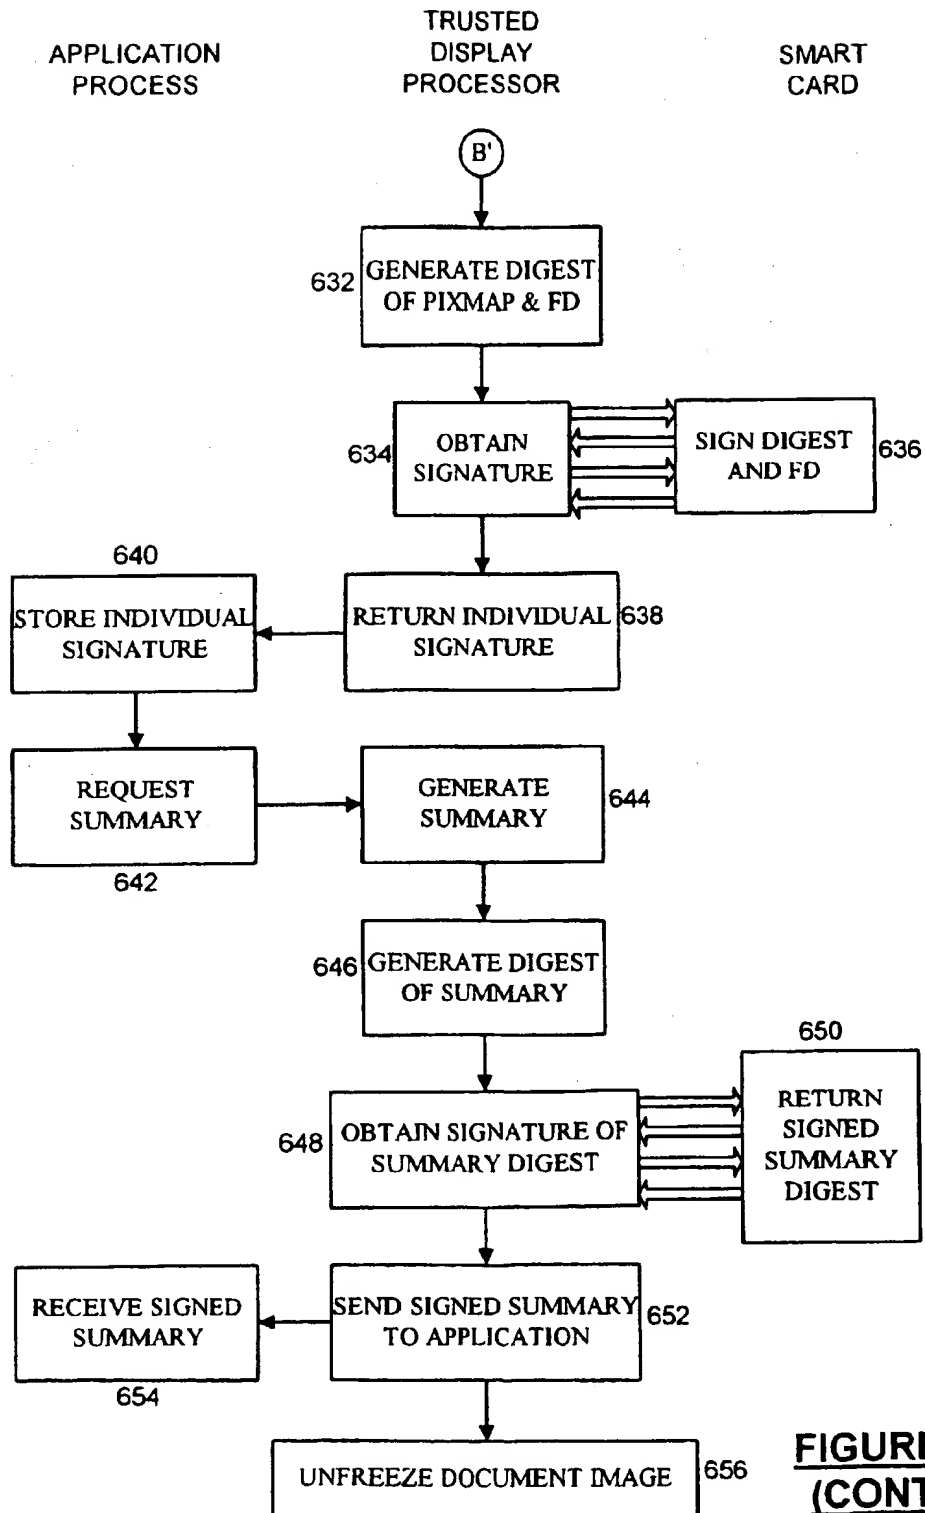 APPLICATION
PROCESS
TRUSTED
DISPLAY
PROCESSOR
SMART
CARD
B'
632
GENERATE DIGEST
OF PIXMAP & FD
634
OBTAIN
SIGNATURE
SIGN DIGEST
AND FD
636
640
STORE INDIVIDUAL
SIGNATURE
RETURN INDIVIDUAL
SIGNATURE
638
REQUEST
SUMMARY
642
GENERATE
SUMMARY
644
646
GENERATE DIGEST
OF SUMMARY
648
OBTAIN SIGNATURE OF
SUMMARY DIGEST
650
RETURN
SIGNED
SUMMARY
DIGEST
RECEIVE SIGNED
SUMMARY
654
SEND SIGNED SUMMARY
TO APPLICATION
652
UNFREEZE DOCUMENT IMAGE
656
(CONT